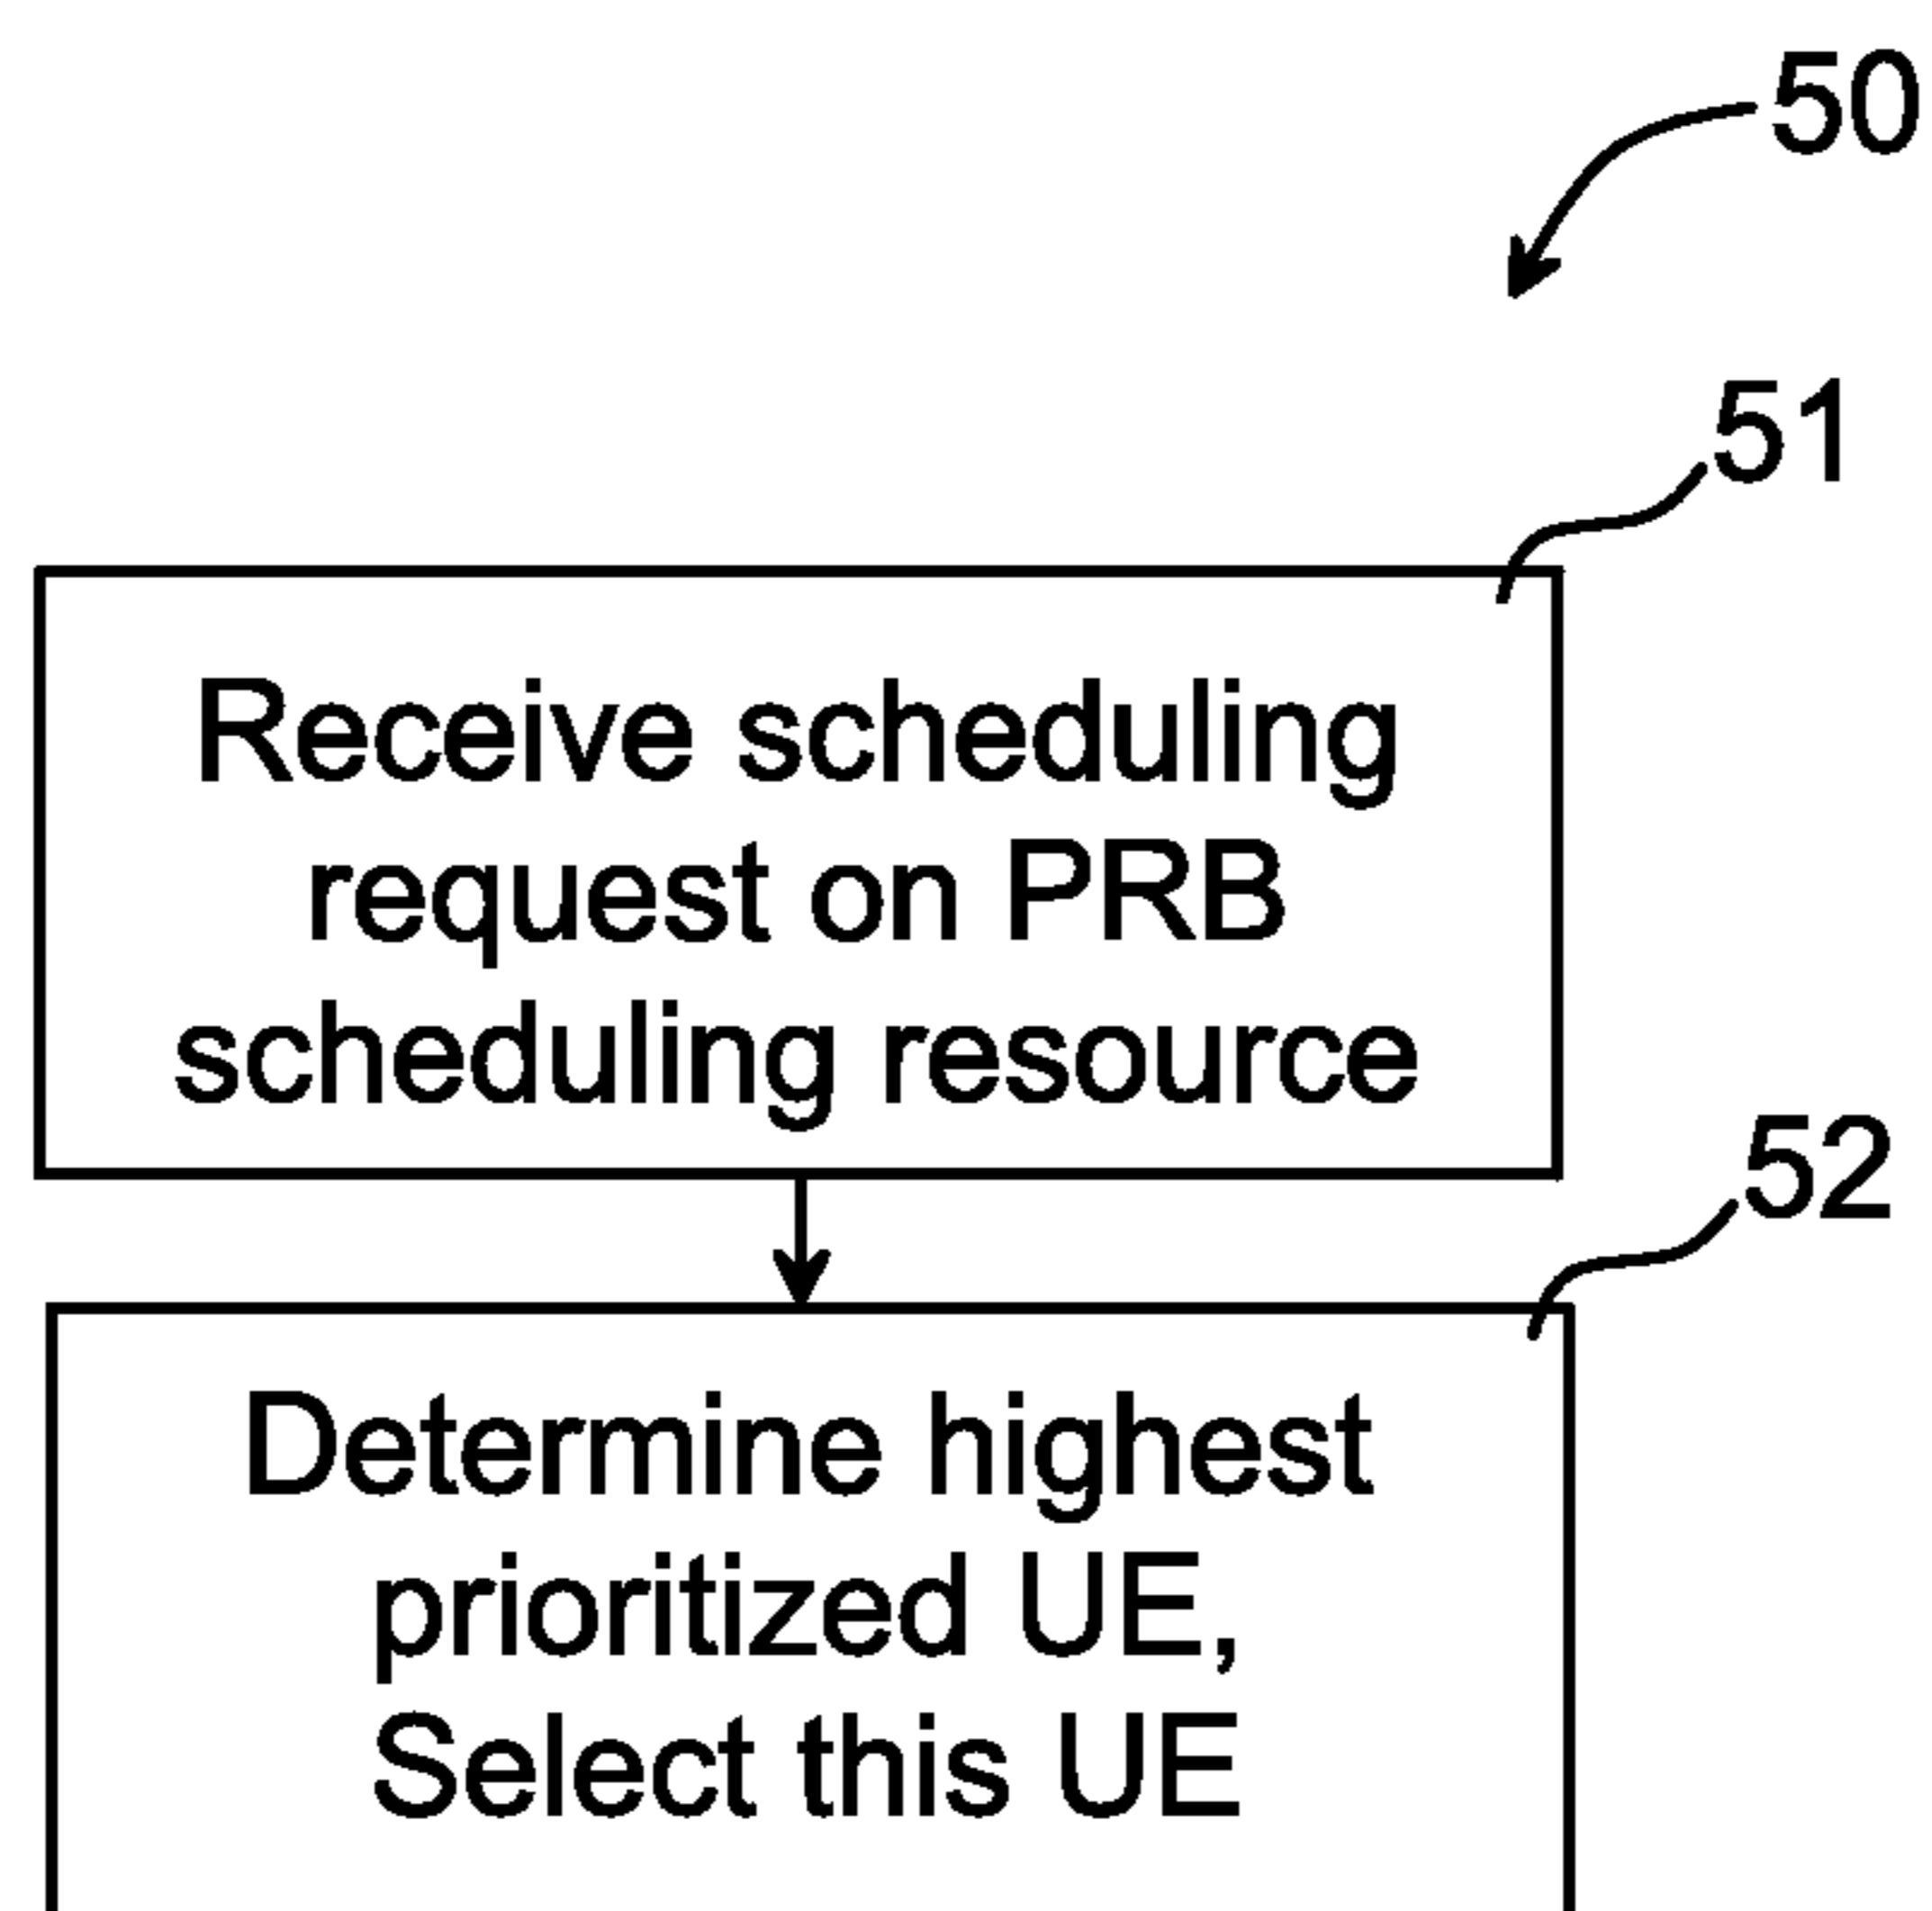 50
51
Receive scheduling
request on PRB
scheduling resource
52
Determine highest
prioritized UE,
Select this UE